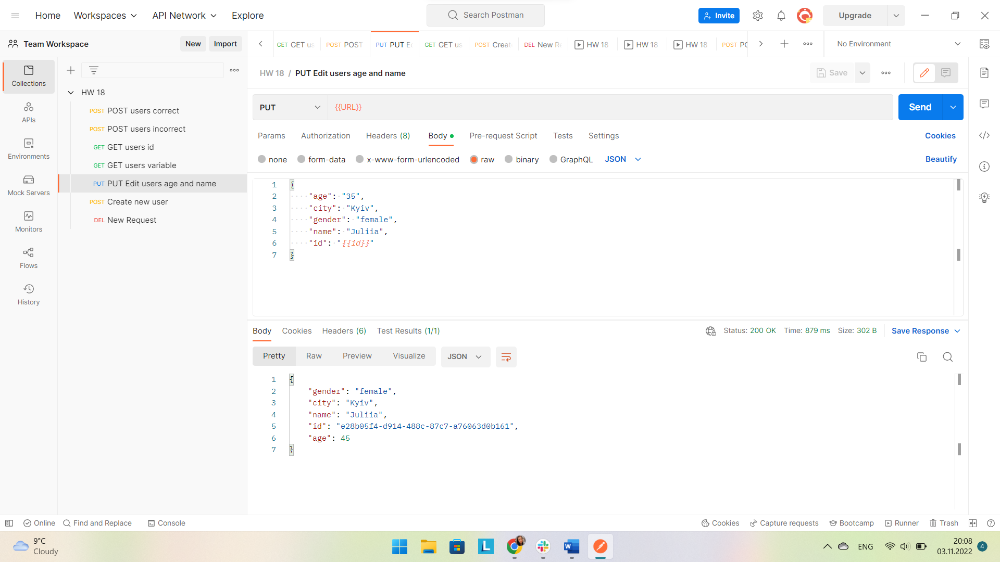 Home Workspaces API Network Explore Search Postman Invite Upgrade
Team Workspace New Import GET GET us POST POST PUT PUT Ec GET GET us POST Creat DEL New Re HW 18 HW 18 HW 18 POST PC No Environment
HW 18 / PUT Edit users age and name Save
Collections
APIs
Environments
Mock Servers
Monitors
Flows
History
HW 18
POST POST users correct
POST POST users incorrect
GET GET users id
GET GET users variable
PUT PUT Edit users age and name
POST Create new user
DEL New Request
PUT {{URL}} Send
Params Authorization Headers (8) Body Pre-request Script Tests Settings Cookies
none form-data x-www-form-urlencoded raw binary GraphQL JSON Beautify
1 {
2 "age": "35",
3 "city": "Kyiv",
4 "gender": "female",
5 "name": "Juliia",
6 "id": "{{id}}"
7 }
Body Cookies Headers (6) Test Results (1/1) Status: 200 OK Time: 879 ms Size: 302 B Save Response
Pretty Raw Preview Visualize JSON
1 {
2 "gender": "female",
3 "city": "Kyiv",
4 "name": "Juliia",
5 "id": "e28b05f4-d914-488c-87c7-a76063d0b161",
6 "age": 45
7 }
Online Find and Replace Console Cookies Capture requests Bootcamp Runner Trash
9°C
Cloudy
L
W
ENG
20:08
03.11.2022
4